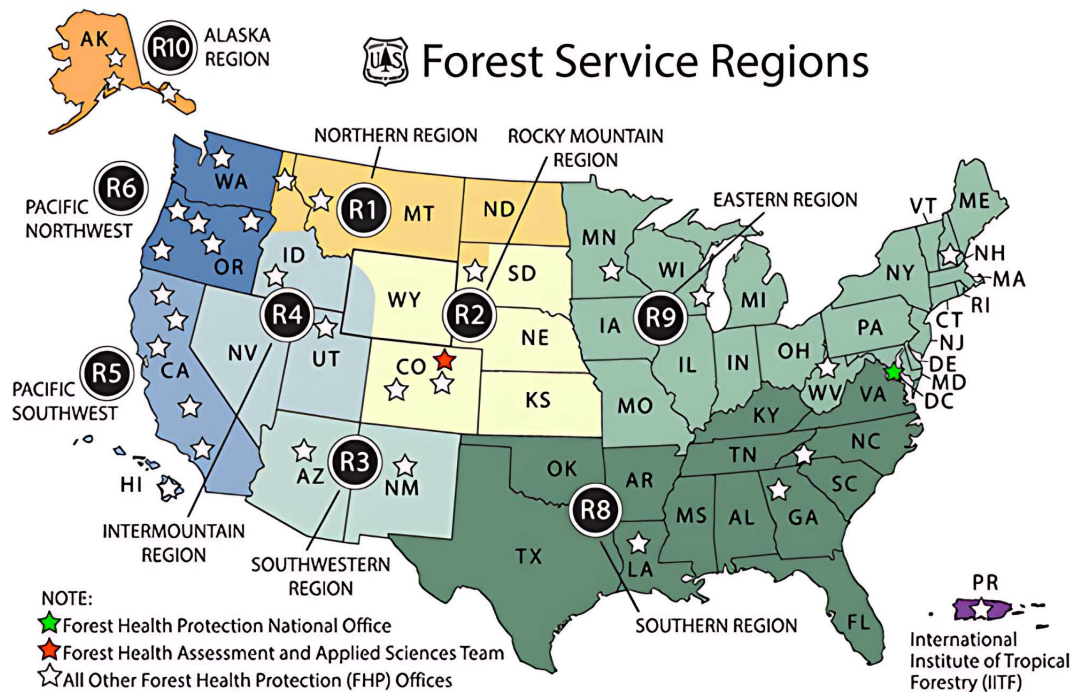 AK
R10
ALASKA
REGION
UAS
Forest Service Regions
NORTHERN REGION
ROCKY MOUNTAIN
REGION
R6
PACIFIC
NORTHWEST
WA
R1
MT
ND
EASTERN REGION
VT
ME
MN
OR
ID
SD
WI
NY
NH
MA
RI
WY
MI
R4
R2
R9
IA
PA
CT
NJ
NE
R5
PACIFIC
SOUTHWEST
NV
UT
CO
IL
IN
OH
DE
MD
DC
CA
WV
VA
KS
MO
KY
HI
R3
AZ
NM
OK
AR
TN
NC
SC
R8
MS
AL
GA
INTERMOUNTAIN
REGION
SOUTHWESTERN
REGION
TX
LA
PR
NOTE:
Forest Health Protection National Office
SOUTHERN REGION
FL
Forest Health Assessment and Applied Sciences Team
All Other Forest Health Protection (FHP) Offices
International
Institute of Tropical
Forestry (IITF)